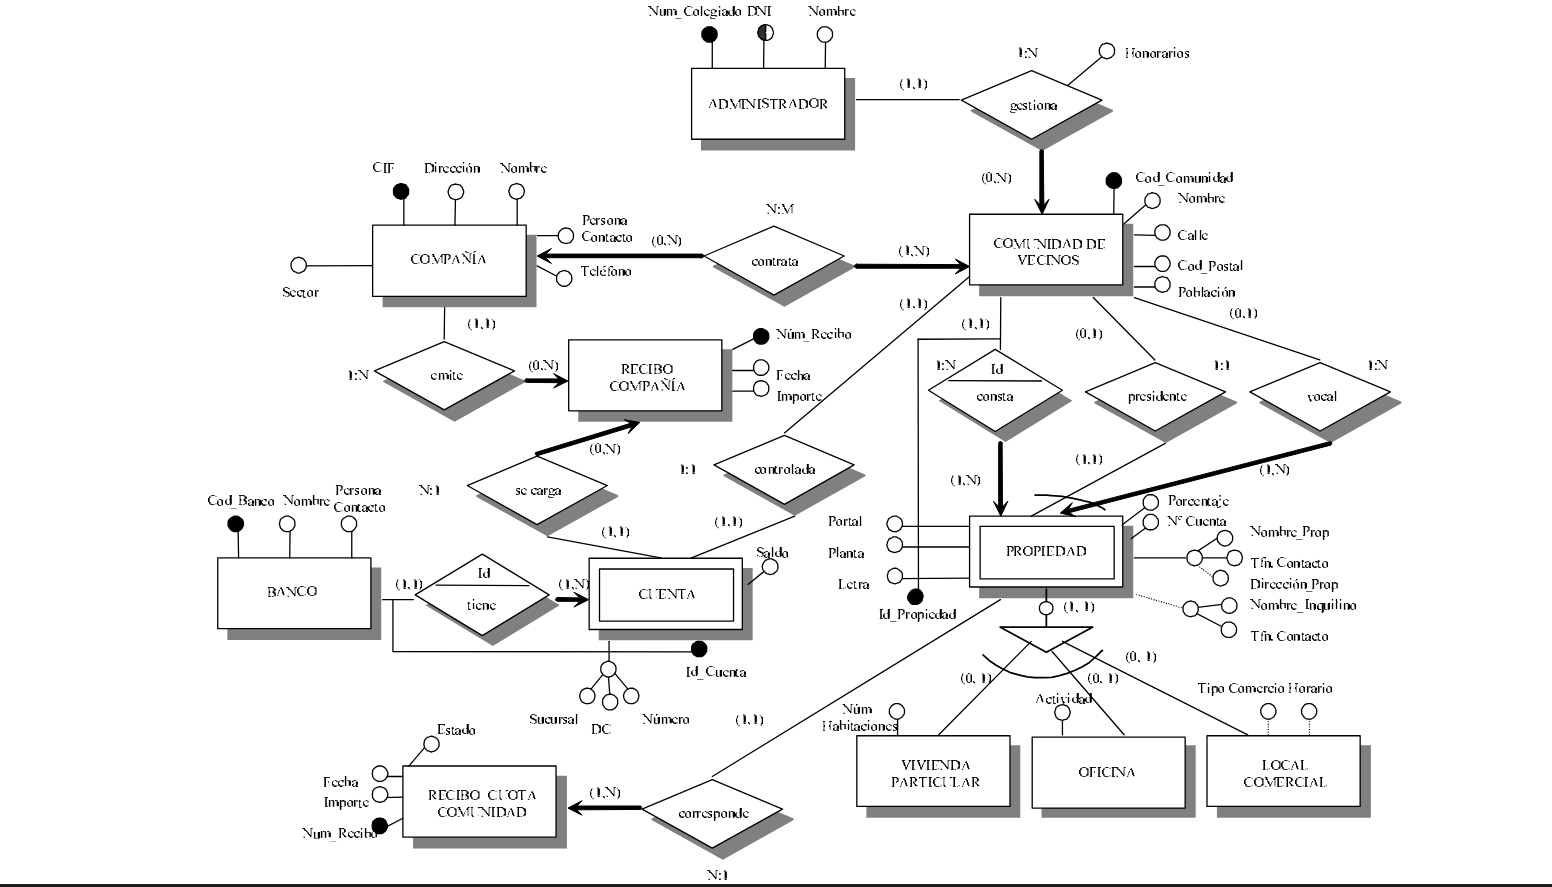 Num_Colegiado DNI Nombre
1:N
Honorarios
(1,1)
ADMINISTRADOR
gestiona
CIF Dirección Nombre
(0,N)
Cod_Comunidad
Nombre
N:M
Persona
Contacto
(0,N)
Calle
COMPAÑÍA
contrata
(1,N)
COMUNIDAD DE
VECINOS
Teléfono
Cod_Postal
Sector
Población
(1,1)
(0,1)
(1,1)
(1,1)
(0,1)
Núm_Recibo
1:N
emite
(0,N)
RECIBO
COMPAÑÍA
Fecha
Importe
1:N
Id
consta
1:1
presidente
1:N
vocal
(0,N)
1:1
controlada
(1,1)
(1,N)
(1,N)
N:1
se carga
Cod_Banco Nombre Persona
Contacto
(1,1)
(1,1)
Portal
Planta
Letra
PROPIEDAD
Porcentaje
Nº Cuenta
Nombre_Prop
Tfn. Contacto
Dirección_Prop
Nombre_Inquilino
Tfn. Contacto
Saldo
BANCO
(1,1)
Id
tiene
(1,N)
CUENTA
Id_Propiedad
(1, 1)
Id_Cuenta
(0, 1)
(0, 1)
(0, 1)
Sucursal
DC
Número
(1,1)
Núm
Habitaciones
Actividad
Tipo Comercio Horario
Estado
VIVIENDA
PARTICULAR
OFICINA
LOCAL
COMERCIAL
Fecha
Importe
Num_Recibo
RECIBO CUOTA
COMUNIDAD
(1,N)
corresponde
N:1